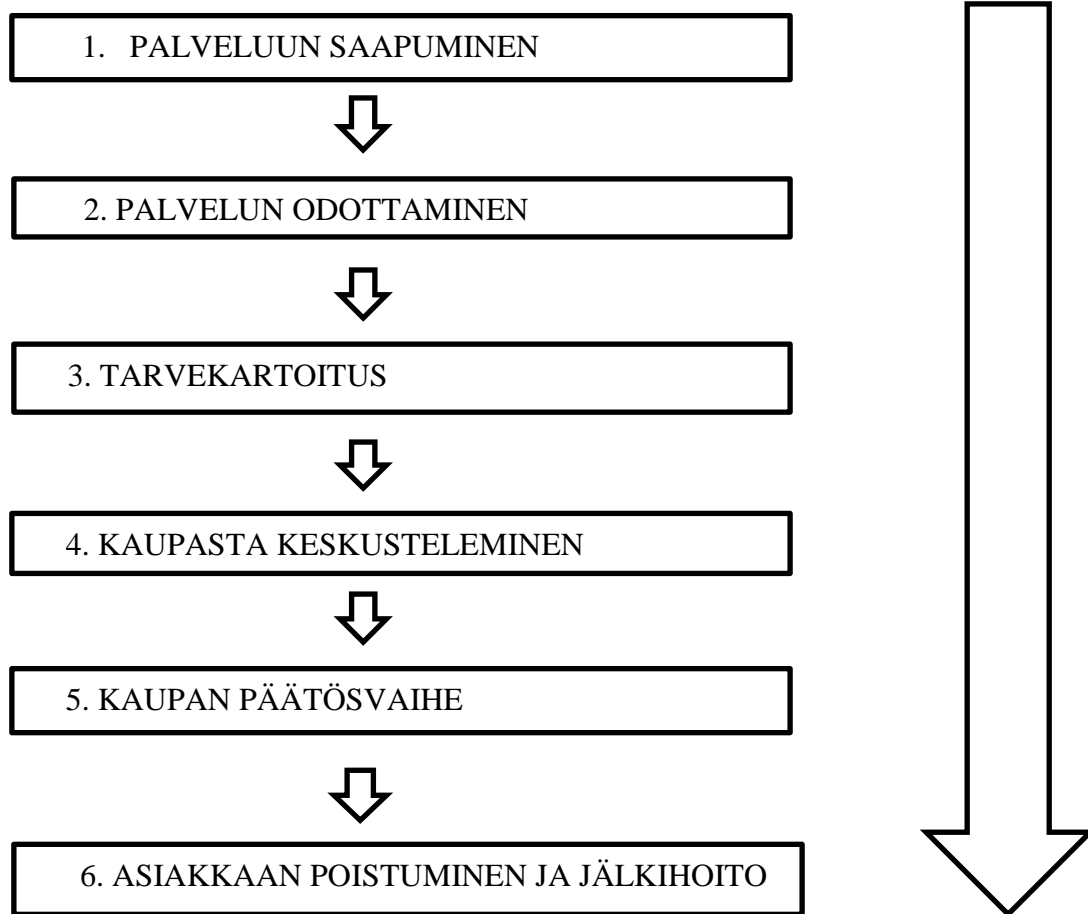 1. PALVELUUN SAAPUMINEN
2. PALVELUN ODOTTAMINEN
3. TARVEKARTOITUS
4. KAUPASTA KESKUSTELEMINEN
5. KAUPAN PÄÄTÖSVAIHE
6. ASIAKKAAN POISTUMINEN JA JÄLKIHOITO